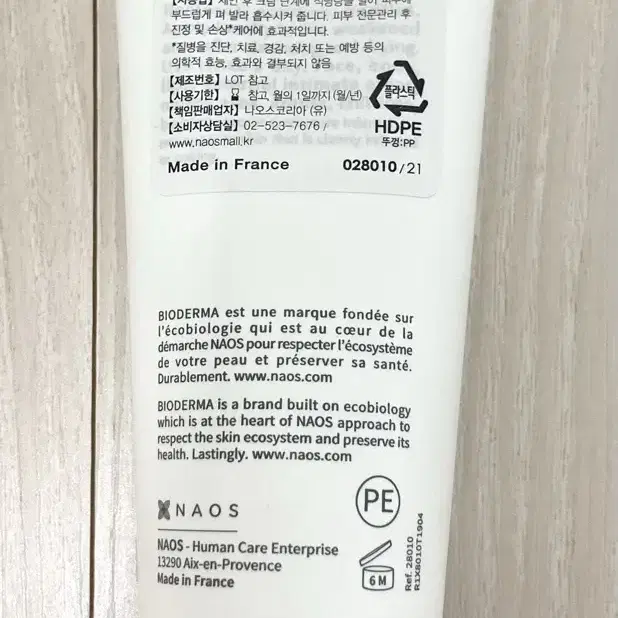 부드럽게 펴 발라 흡수시켜 줍니다. 피부 전문관리 후
진정 및 손상*케어에 효과적입니다.
*질병을 진단, 치료, 경감, 처치 또는 예방 등의
의학적 효능, 효과와 결부되지 않음
[제조번호] LOT 참고
[사용기한] 참고, 월의 1일까지 (월/년)
[책임판매업자] 나오스코리아 (유)
[소비자상담실] 02-523-7676 /
www.naosmall.kr
플라스틱
HDPE
뚜껑:PP
Made in France
028010/21
BIODERMA est une marque fondée sur
l'écobiologie qui est au cœur de la
démarche NAOS pour respecter l'écosystème
de votre peau et préserver sa santé.
Durablement. www.naos.com
BIODERMA is a brand built on ecobiology
which is at the heart of NAOS approach to
respect the skin ecosystem and preserve its
health. Lastingly. www.naos.com
NAOS
PE
NAOS - Human Care Enterprise
13290 Aix-en-Provence
Made in France
6 M
Ref. 28010
R1X8010T1904